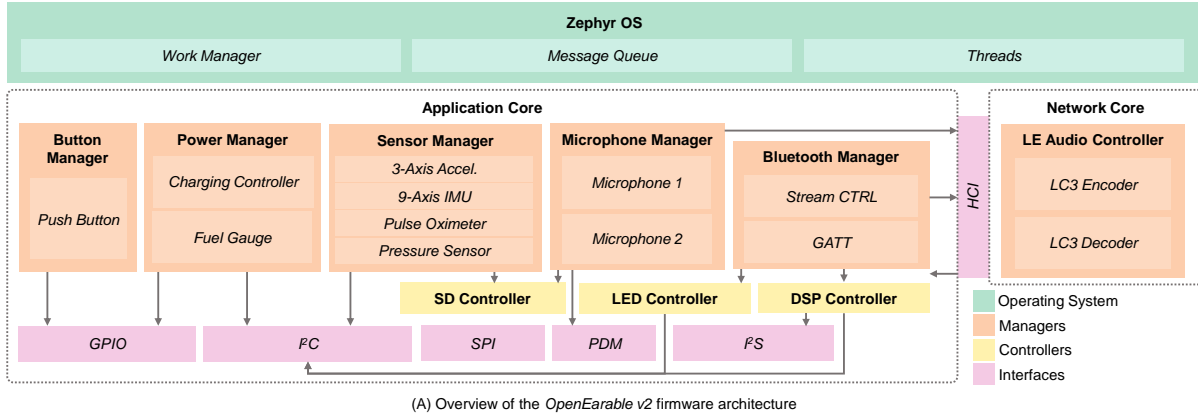 Zephyr OS
Work Manager
Message Queue
Threads
Application Core
Network Core
Button
Manager
Push Button
Power Manager
Charging Controller
Fuel Gauge
Sensor Manager
3-Axis Accel.
9-Axis IMU
Pulse Oximeter
Pressure Sensor
Microphone Manager
Microphone 1
Microphone 2
Bluetooth Manager
Stream CTRL
GATT
HCI
LE Audio Controller
LC3 Encoder
LC3 Decoder
SD Controller
LED Controller
DSP Controller
GPIO
I²C
SPI
PDM
I²S
Operating System
Managers
Controllers
Interfaces
(A) Overview of the OpenEarable v2 firmware architecture